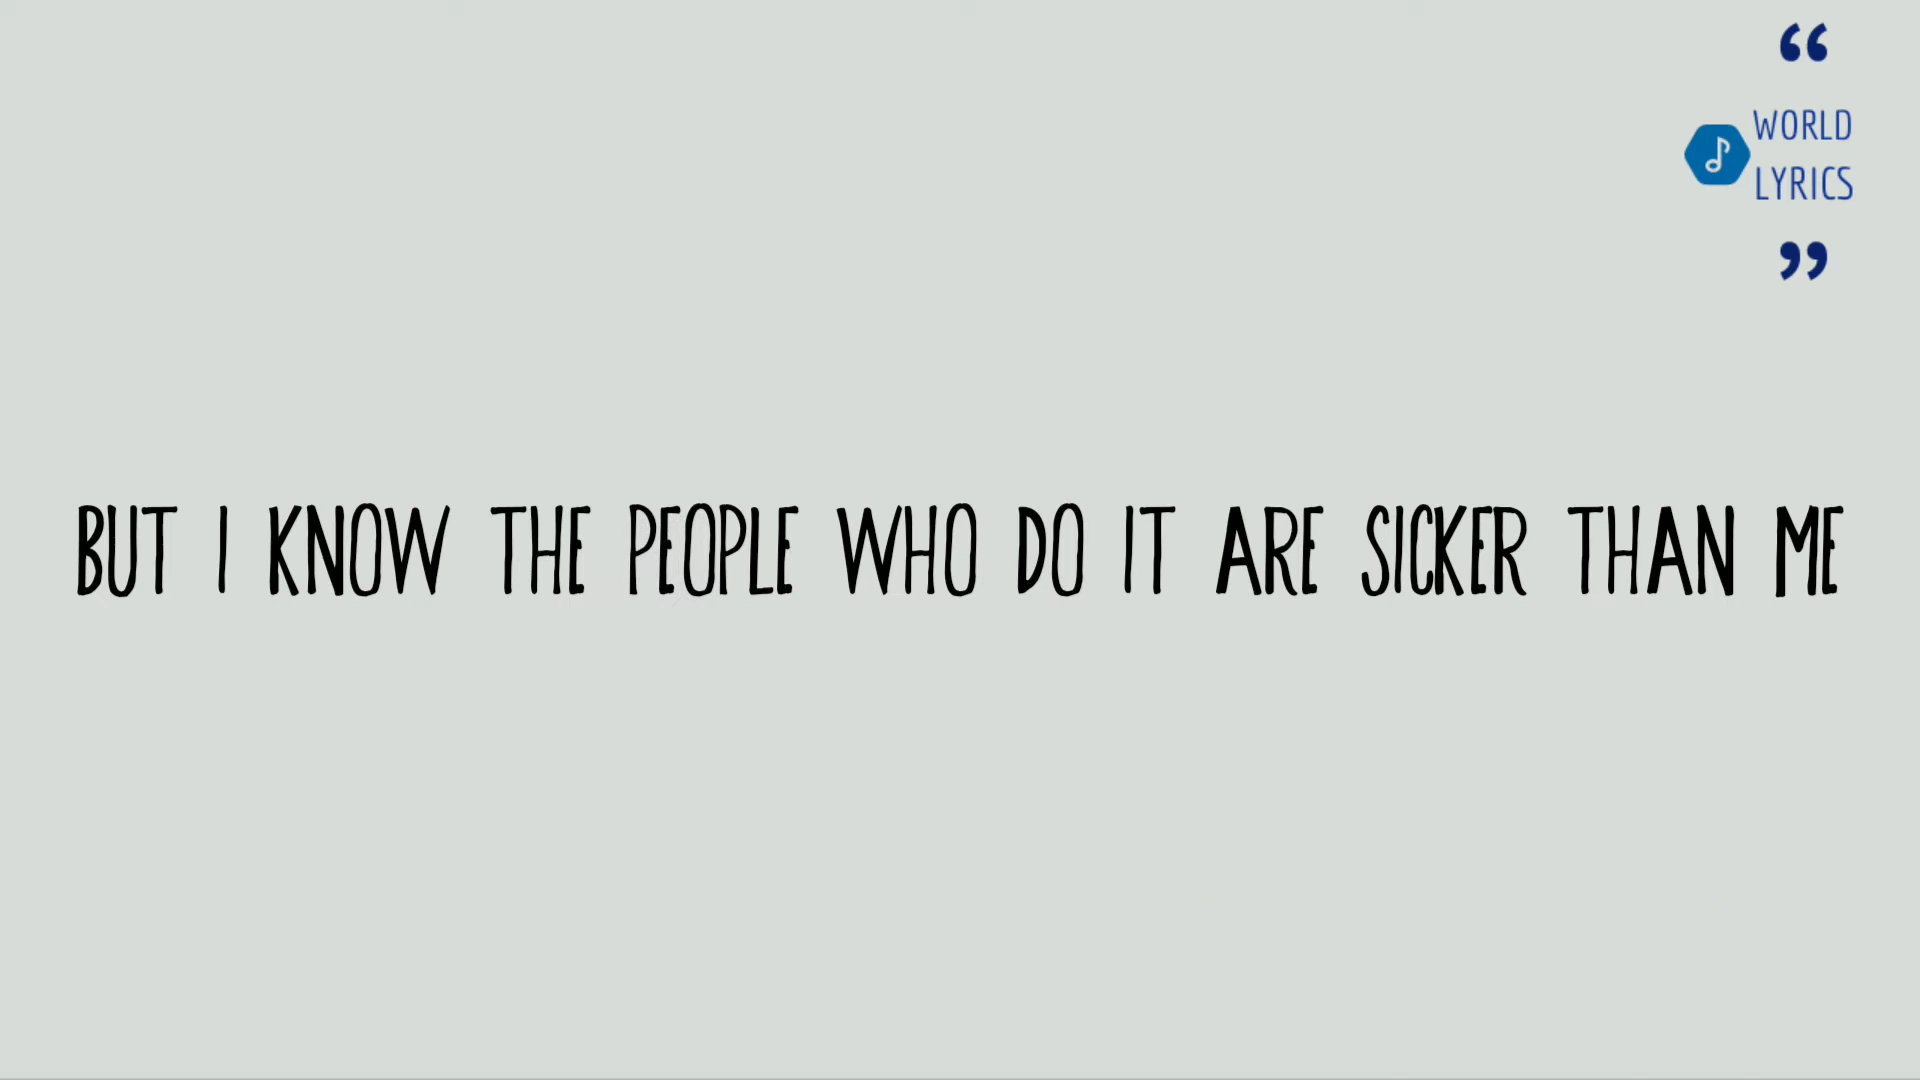 “
WORLD
LYRICS
”
BUT I KNOW THE PEOPLE WHO DO IT ARE SICKER THAN ME